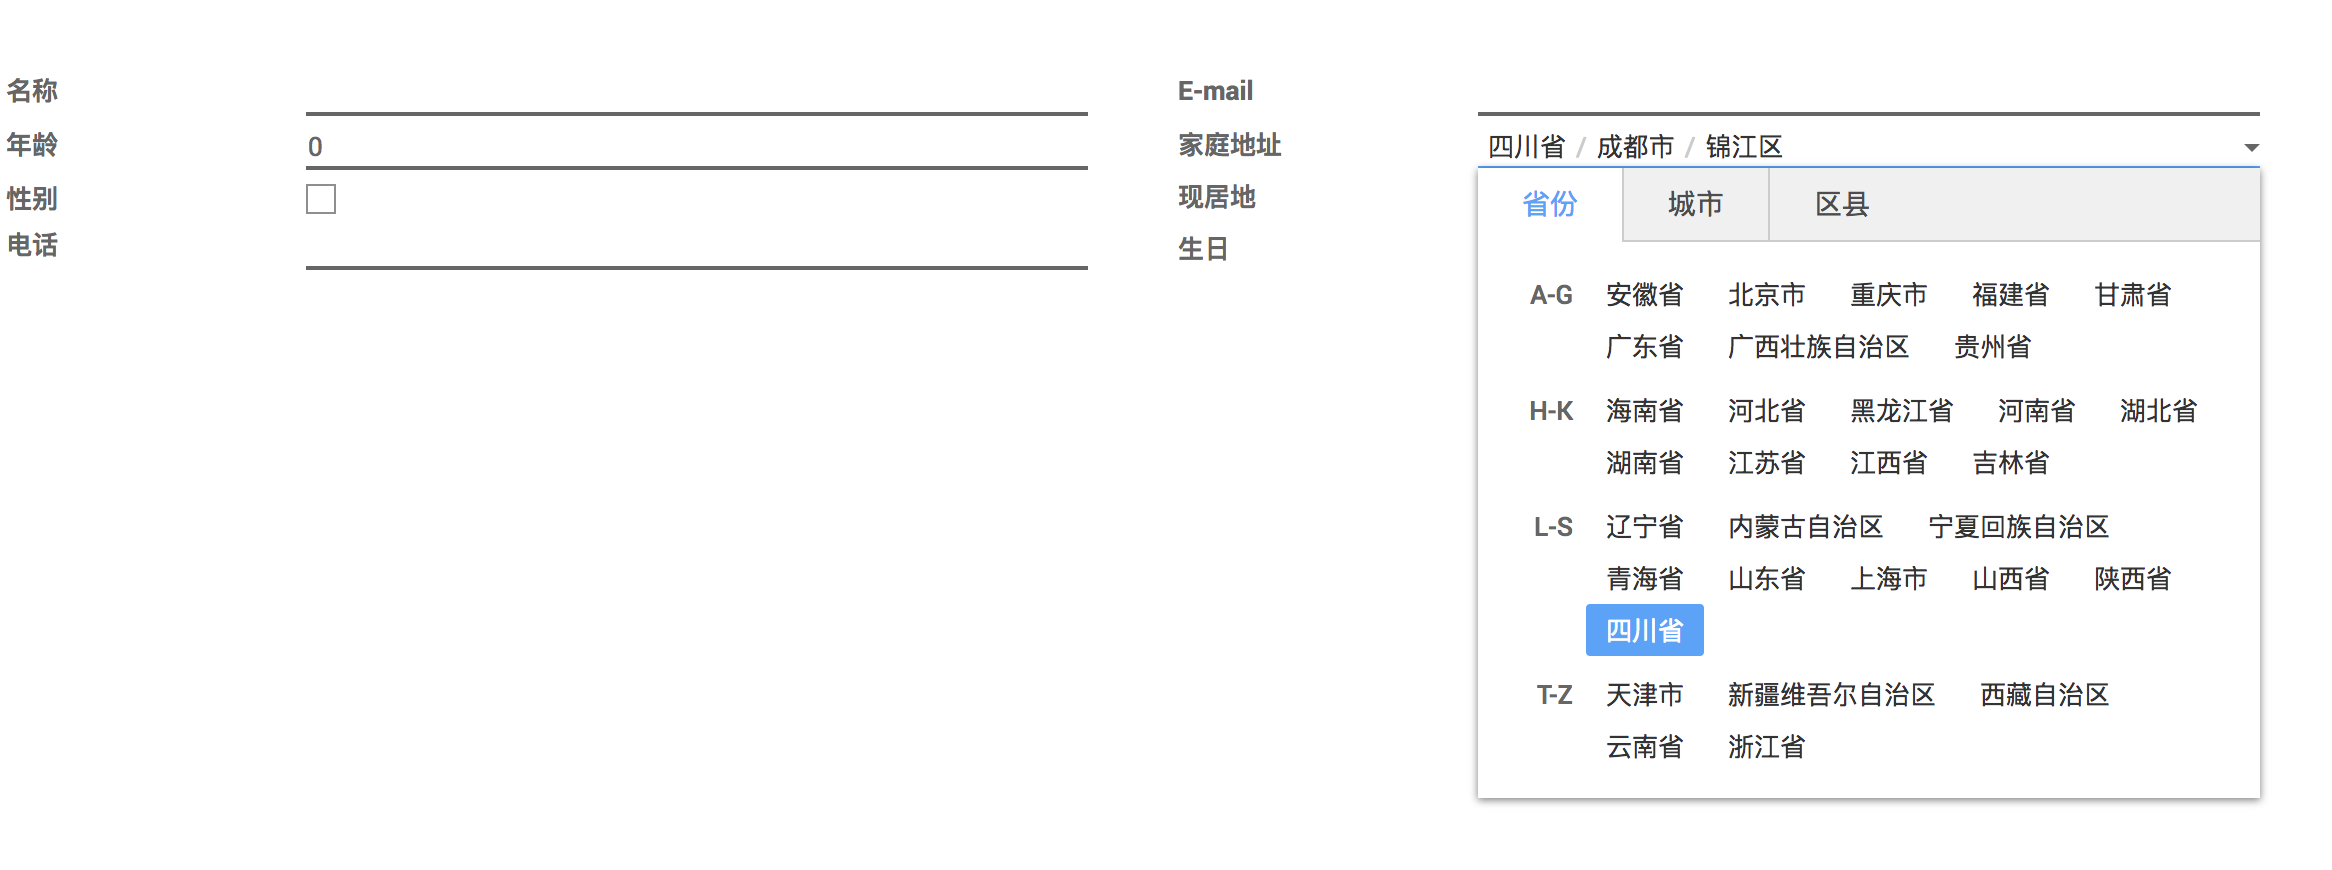 名称
E-mail
年龄
0
家庭地址
四川省 / 成都市 / 锦江区
性别
现居地
电话
生日
省份 城市 区县
A-G 安徽省 北京市 重庆市 福建省 甘肃省
广东省 广西壮族自治区 贵州省
H-K 海南省 河北省 黑龙江省 河南省 湖北省
湖南省 江苏省 江西省 吉林省
L-S 辽宁省 内蒙古自治区 宁夏回族自治区
青海省 山东省 上海市 山西省 陕西省
四川省
T-Z 天津市 新疆维吾尔自治区 西藏自治区
云南省 浙江省